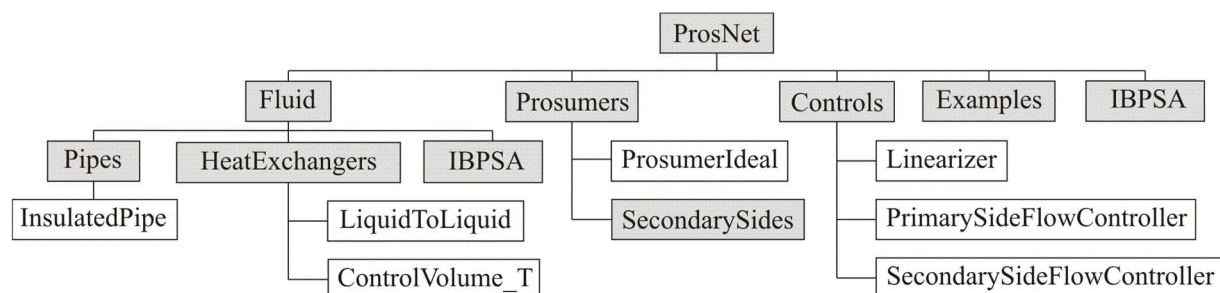 ProsNet
Fluid
Prosumers
Controls
Examples
IBPSA
Pipes
HeatExchangers
IBPSA
ProsumerIdeal
Linearizer
InsulatedPipe
LiquidToLiquid
SecondarySides
PrimarySideFlowController
ControlVolume_T
SecondarySideFlowController